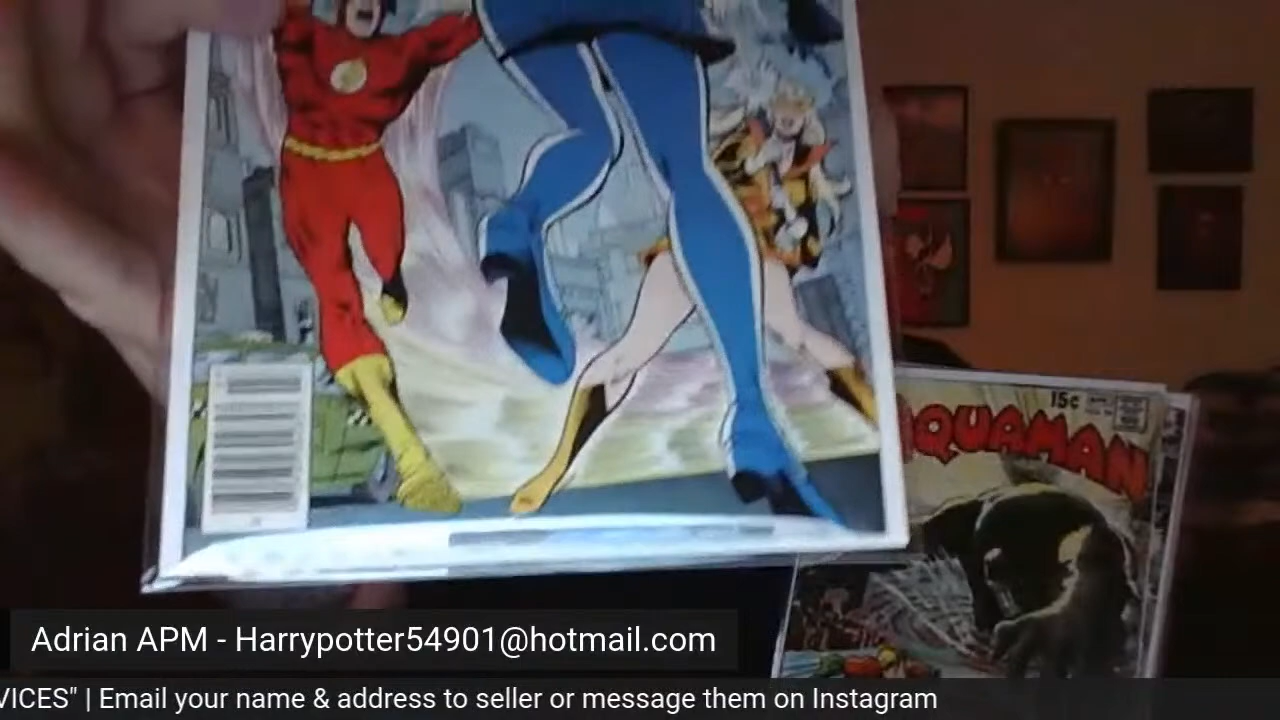 15¢
AQUAMAN
Adrian APM - Harrypotter54901@hotmail.com
VICES" | Email your name & address to seller or message them on Instagram